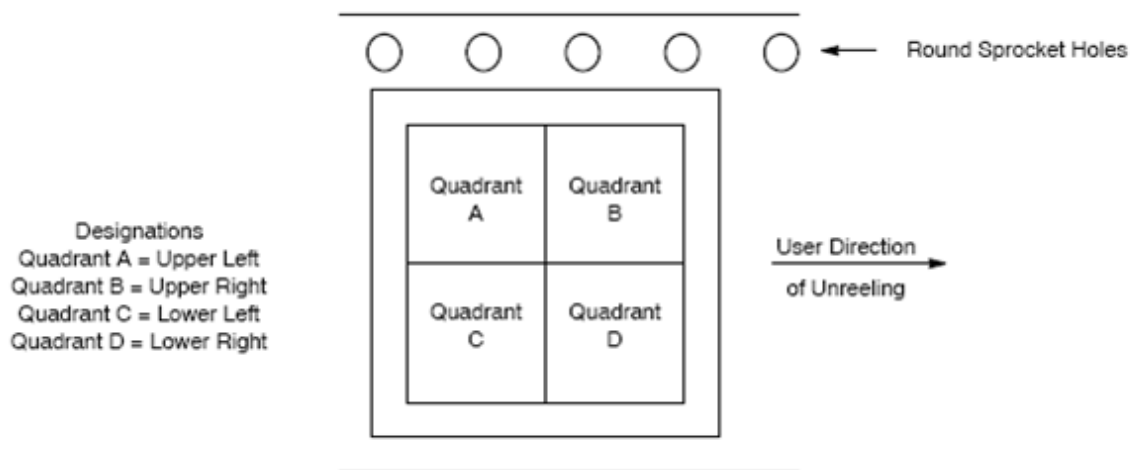 Round Sprocket Holes
Quadrant
A
Quadrant
B
Designations
Quadrant A = Upper Left
Quadrant B = Upper Right
Quadrant C = Lower Left
Quadrant D = Lower Right
User Direction
of Unreeling
Quadrant
C
Quadrant
D